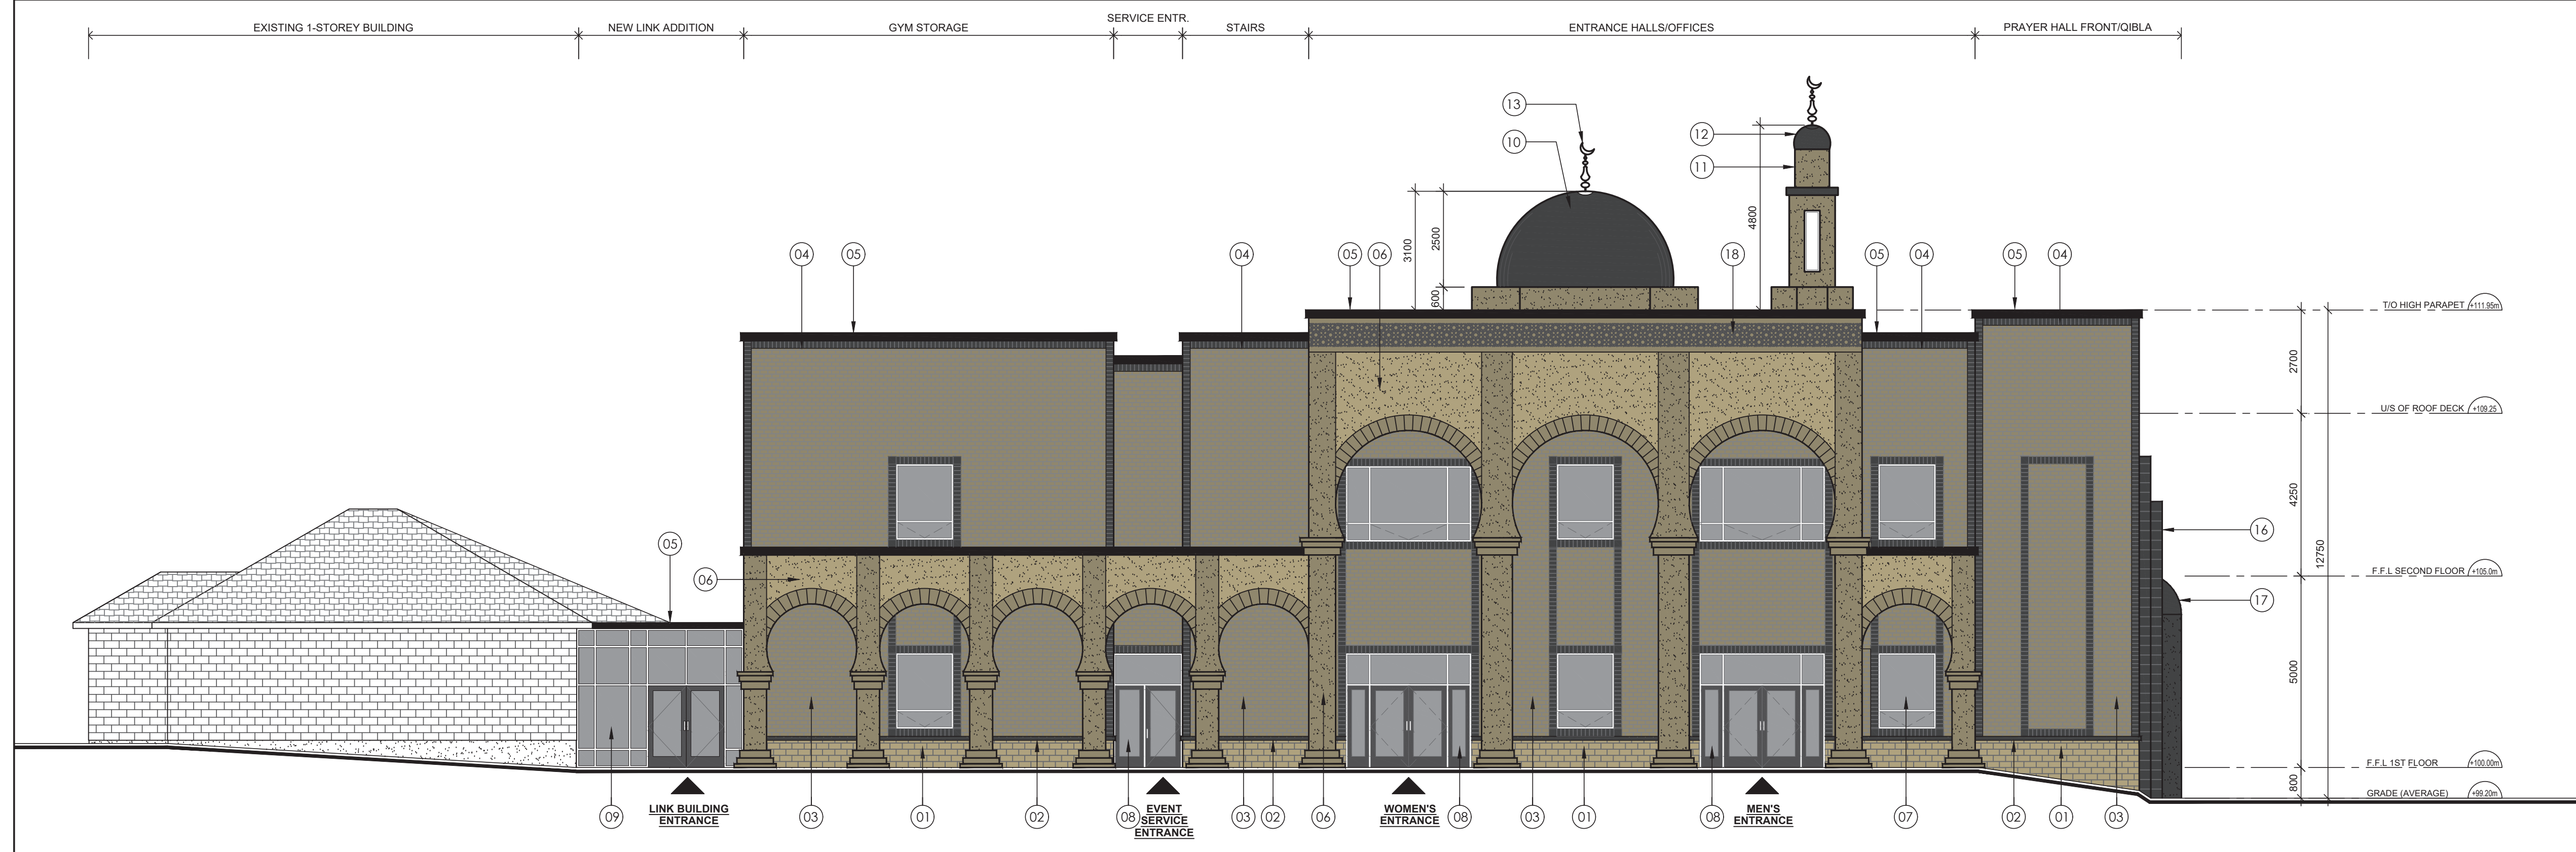 EXISTING 1-STOREY BUILDING
NEW LINK ADDITION
GYM STORAGE
SERVICE ENTR.
STAIRS
ENTRANCE HALLS/OFFICES
PRAYER HALL FRONT/QIBLA
13
10
12
11
4800
3100
2500
600
04
05
04
05
06
18
05
04
05
04
T/O HIGH PARAPET +111.95m
2700
U/S OF ROOF DECK +109.25
4250
12750
16
05
06
F.F.L SECOND FLOOR +105.0m
17
5000
F.F.L 1ST FLOOR +100.00m
800
GRADE (AVERAGE) +99.20m
09
LINK BUILDING
ENTRANCE
03
01
02
08
EVENT
SERVICE
ENTRANCE
03
02
06
WOMEN'S
ENTRANCE
08
03
01
08
MEN'S
ENTRANCE
07
02
01
03